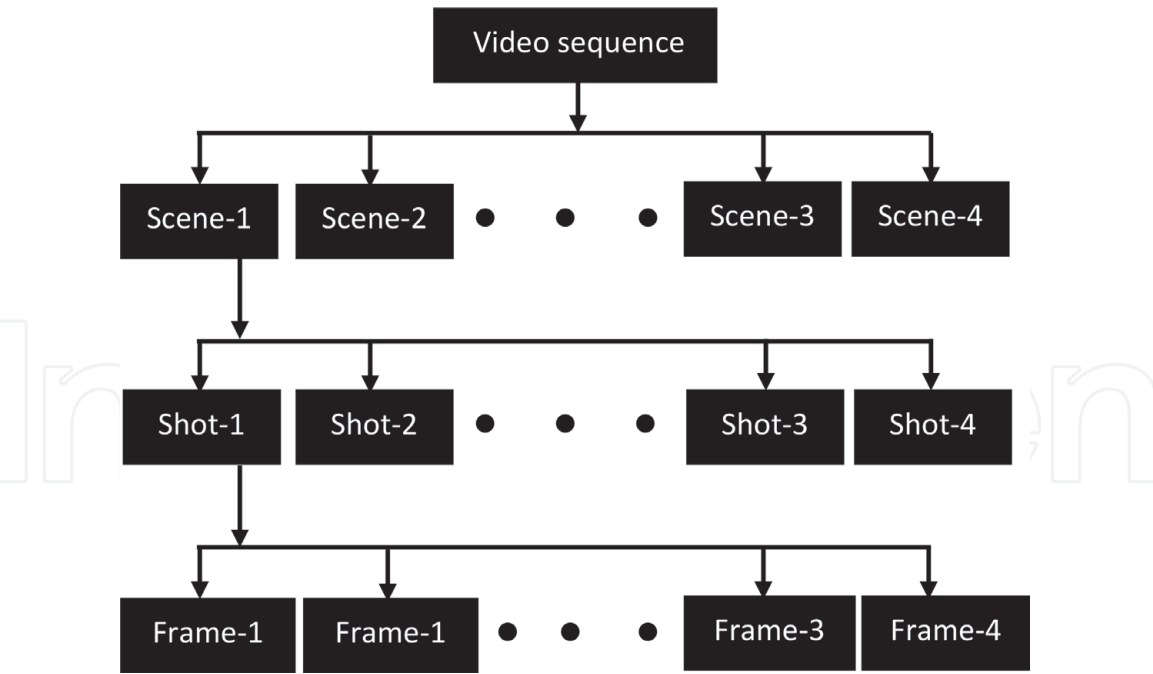 Video sequence
Scene-1 Scene-2 Scene-3 Scene-4
Shot-1 Shot-2 Shot-3 Shot-4
Frame-1 Frame-1 Frame-3 Frame-4